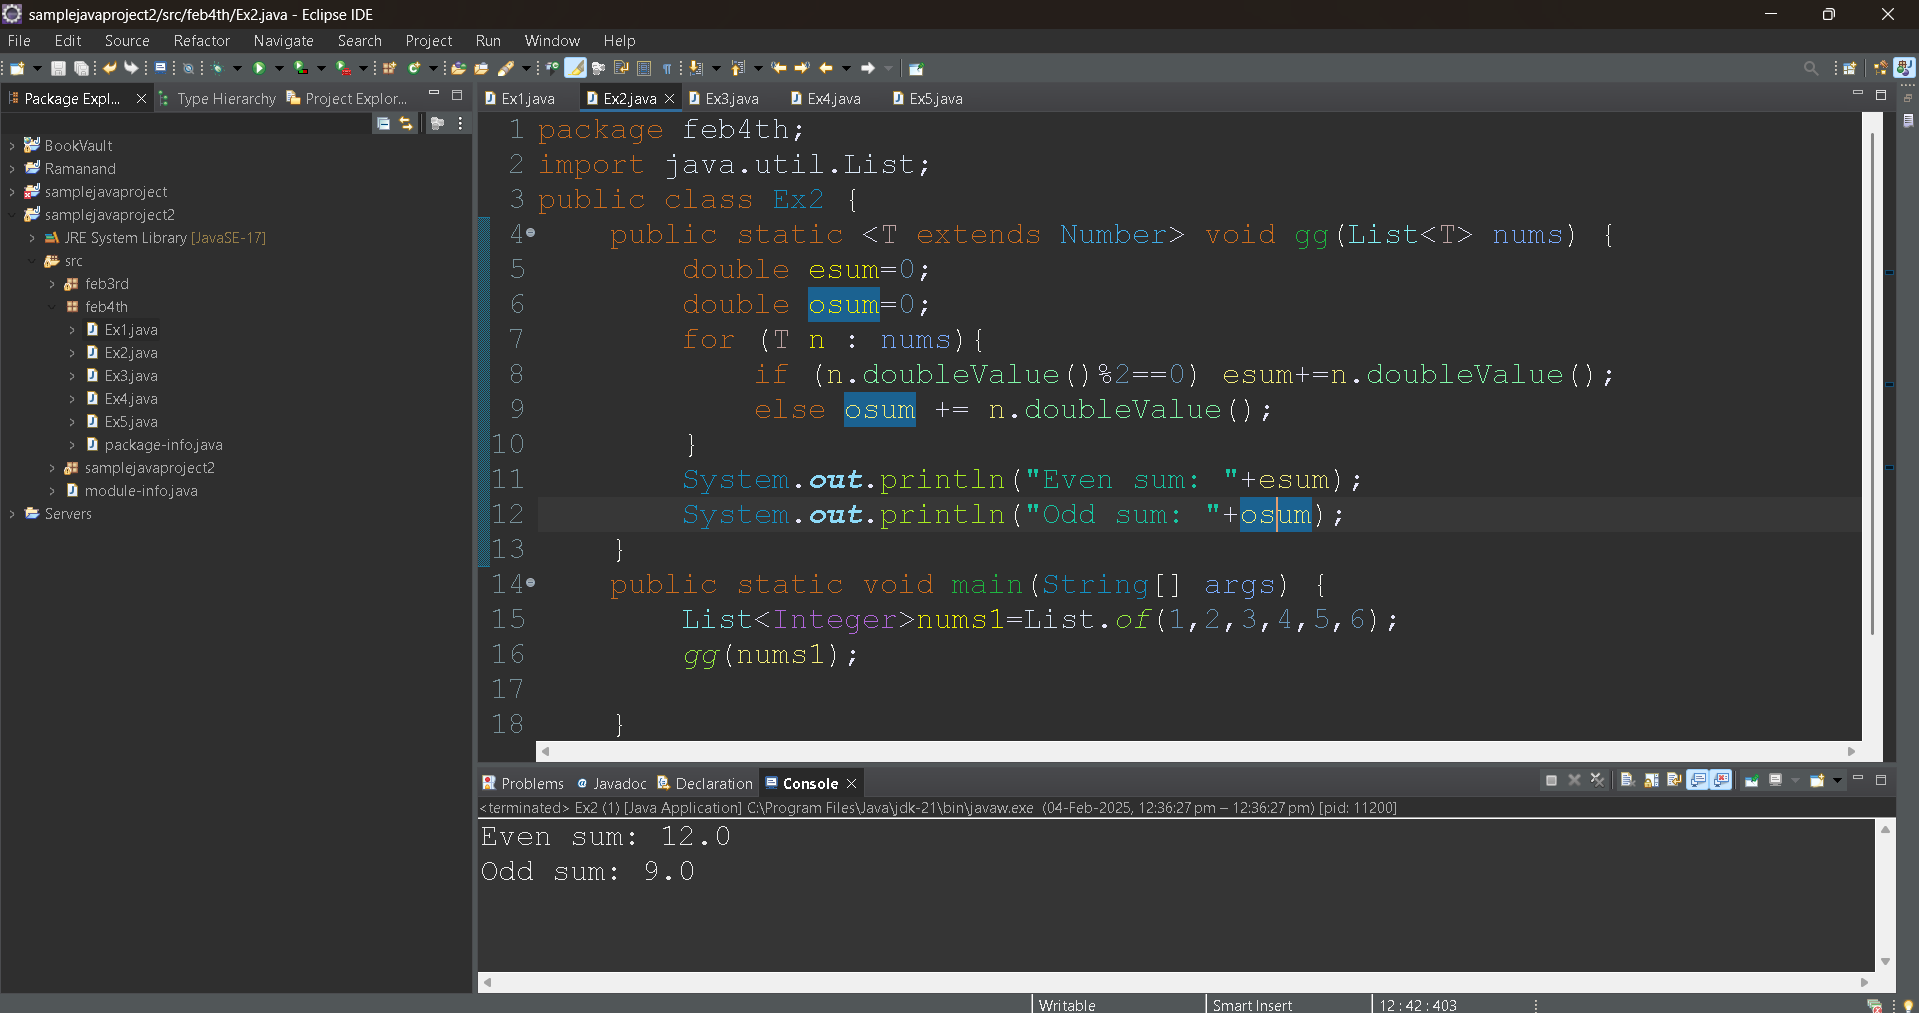 samplejavaproject2/src/feb4th/Ex2.java - Eclipse IDE
File Edit Source Refactor Navigate Search Project Run Window Help
Package Expl... Type Hierarchy Project Explor...
BookVault
Ramanand
samplejavaproject
samplejavaproject2
JRE System Library [JavaSE-17]
src
feb3rd
feb4th
Ex1.java
Ex2.java
Ex3.java
Ex4.java
Ex5.java
package-info.java
samplejavaproject2
module-info.java
Servers
Ex1.java Ex2.java Ex3.java Ex4.java Ex5.java
1 package feb4th;
2 import java.util.List;
3 public class Ex2 {
4 public static <T extends Number> void gg(List<T> nums) {
5 double esum=0;
6 double osum=0;
7 for (T n : nums){
8 if (n.doubleValue()%2==0) esum+=n.doubleValue();
9 else osum += n.doubleValue();
10 }
11 System.out.println("Even sum: "+esum);
12 System.out.println("Odd sum: "+osum);
13 }
14 public static void main(String[] args) {
15 List<Integer>nums1=List.of(1,2,3,4,5,6);
16 gg(nums1);
17
18 }
Problems Javadoc Declaration Console
<terminated> Ex2 (1) [Java Application] C:\Program Files\Java\jdk-21\bin\javaw.exe (04-Feb-2025, 12:36:27 pm – 12:36:27 pm) [pid: 11200]
Even sum: 12.0
Odd sum: 9.0
Writable Smart Insert 12 : 42 : 403